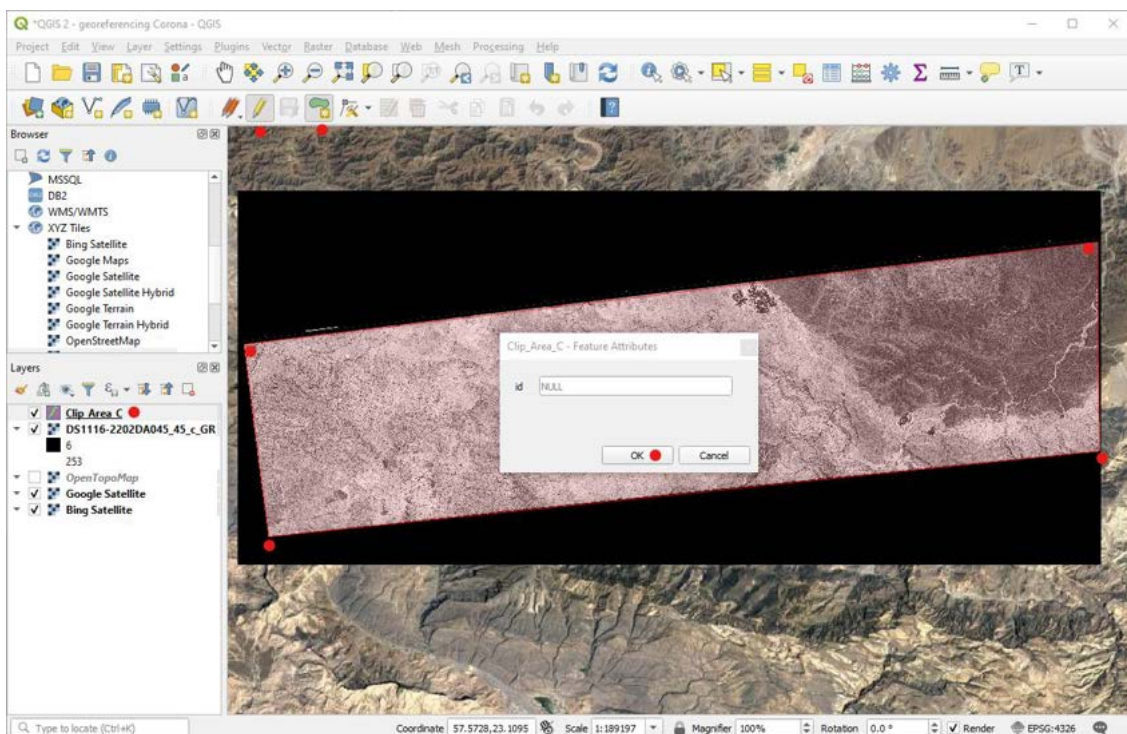 *QGIS 2 - georeferencing Corona - QGIS
Project Edit View Layer Settings Plugins Vector Raster Database Web Mesh Processing Help
Browser
MSSQL
DB2
WMS/WMTS
XYZ Tiles
Bing Satellite
Google Maps
Google Satellite
Google Satellite Hybrid
Google Terrain
Google Terrain Hybrid
OpenStreetMap
Layers
Clip_Area_C
DS1116-2202DA045_45_c_GR
6
253
OpenTopoMap
Google Satellite
Bing Satellite
Clip_Area_C - Feature Attributes
id NULL
OK Cancel
Type to locate (Ctrl+K) Coordinate 57.5728,23.1095 Scale 1:189197 Magnifier 100% Rotation 0.0 ° Render EPSG:4326